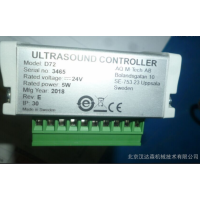 ULTRASOUND CONTROLLER
Model: D72
Serial no. 3465
Rated voltage = 24V
Rated power: 5W
Mfg Year: 2018
Rev. E
IP: 30
Made in Sweden
AQ M-Tech AB
Bolandsgatan 10
SE-753 23 Uppsala
Sweden
CE
北京汉达森机械技术有限公司